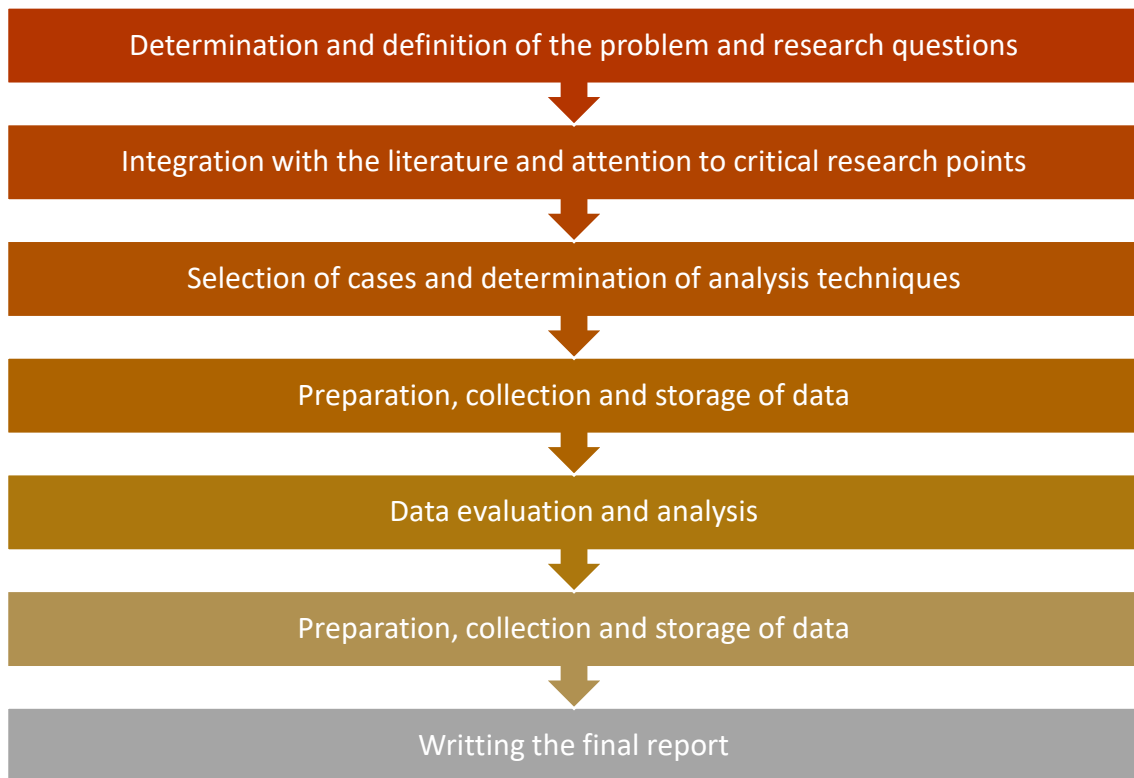 Determination and definition of the problem and research questions
Integration with the literature and attention to critical research points
Selection of cases and determination of analysis techniques
Preparation, collection and storage of data
Data evaluation and analysis
Preparation, collection and storage of data
Writting the final report